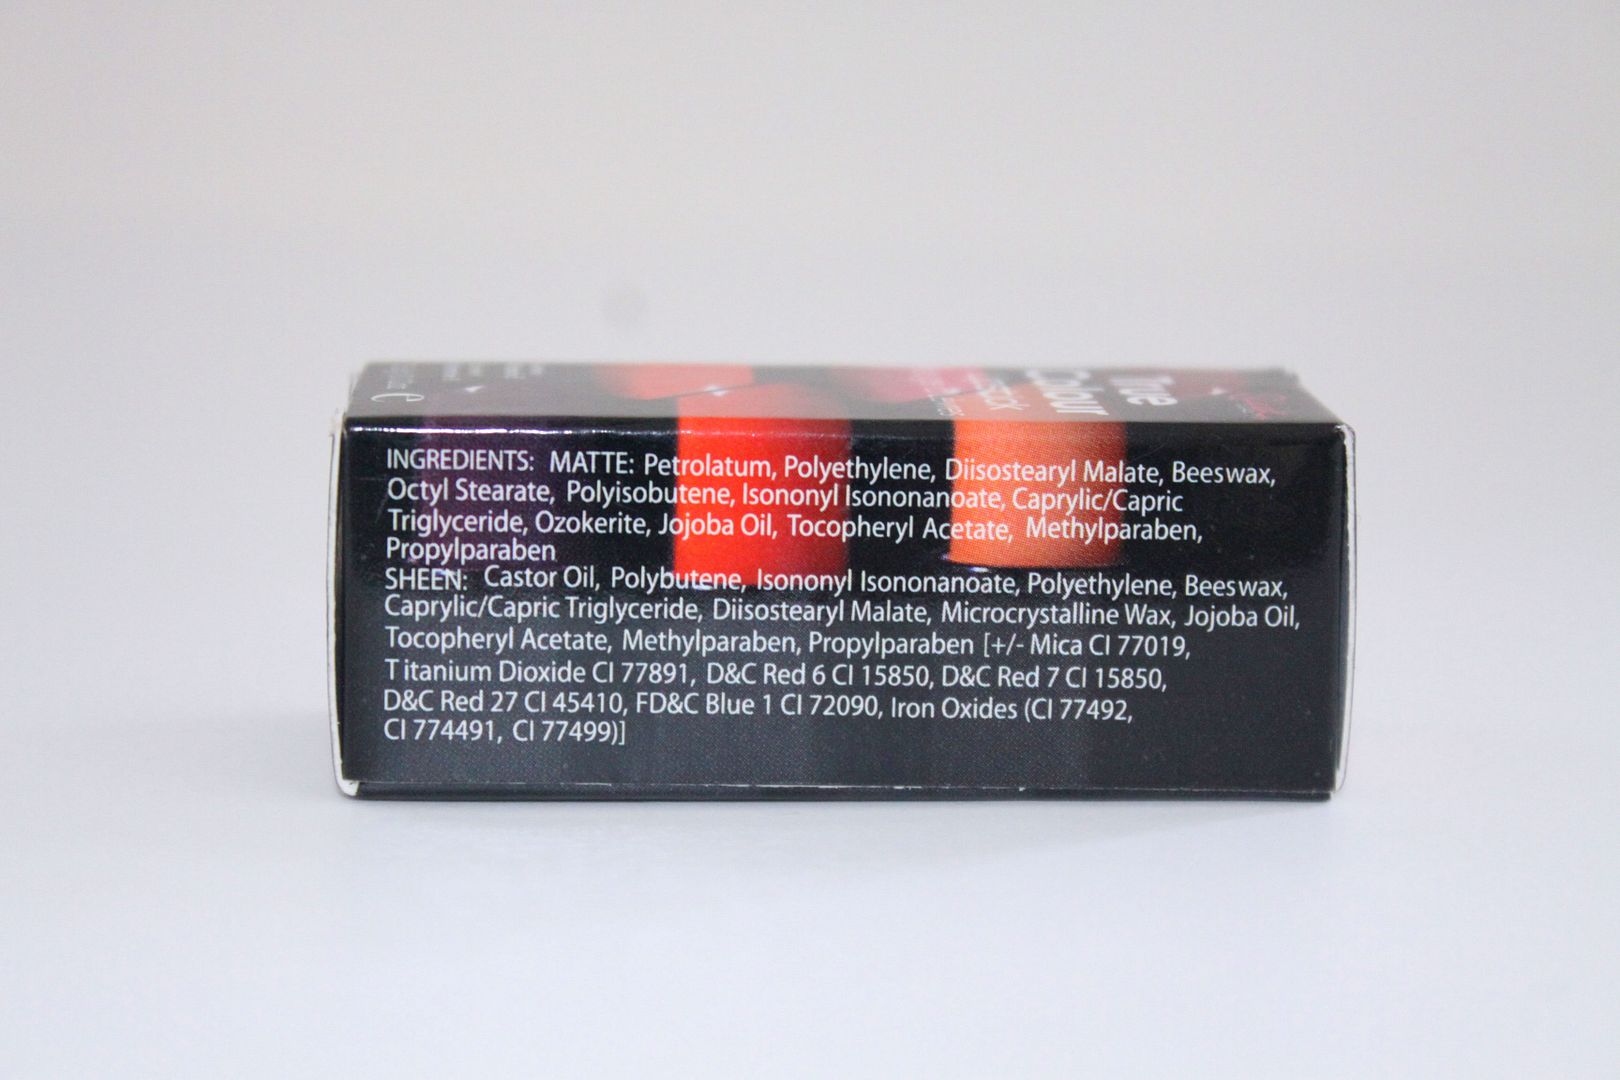 True
Colour
Lipstick
INGREDIENTS: MATTE: Petrolatum, Polyethylene, Diisostearyl Malate, Beeswax,
Octyl Stearate, Polyisobutene, Isononyl Isononanoate, Caprylic/Capric
Triglyceride, Ozokerite, Jojoba Oil, Tocopheryl Acetate, Methylparaben,
Propylparaben
SHEEN: Castor Oil, Polybutene, Isononyl Isononanoate, Polyethylene, Beeswax,
Caprylic/Capric Triglyceride, Diisostearyl Malate, Microcrystalline Wax, Jojoba Oil,
Tocopheryl Acetate, Methylparaben, Propylparaben [+/- Mica CI 77019,
Titanium Dioxide CI 77891, D&C Red 6 CI 15850, D&C Red 7 CI 15850,
D&C Red 27 CI 45410, FD&C Blue 1 CI 72090, Iron Oxides (CI 77492,
CI 774491, CI 77499)]